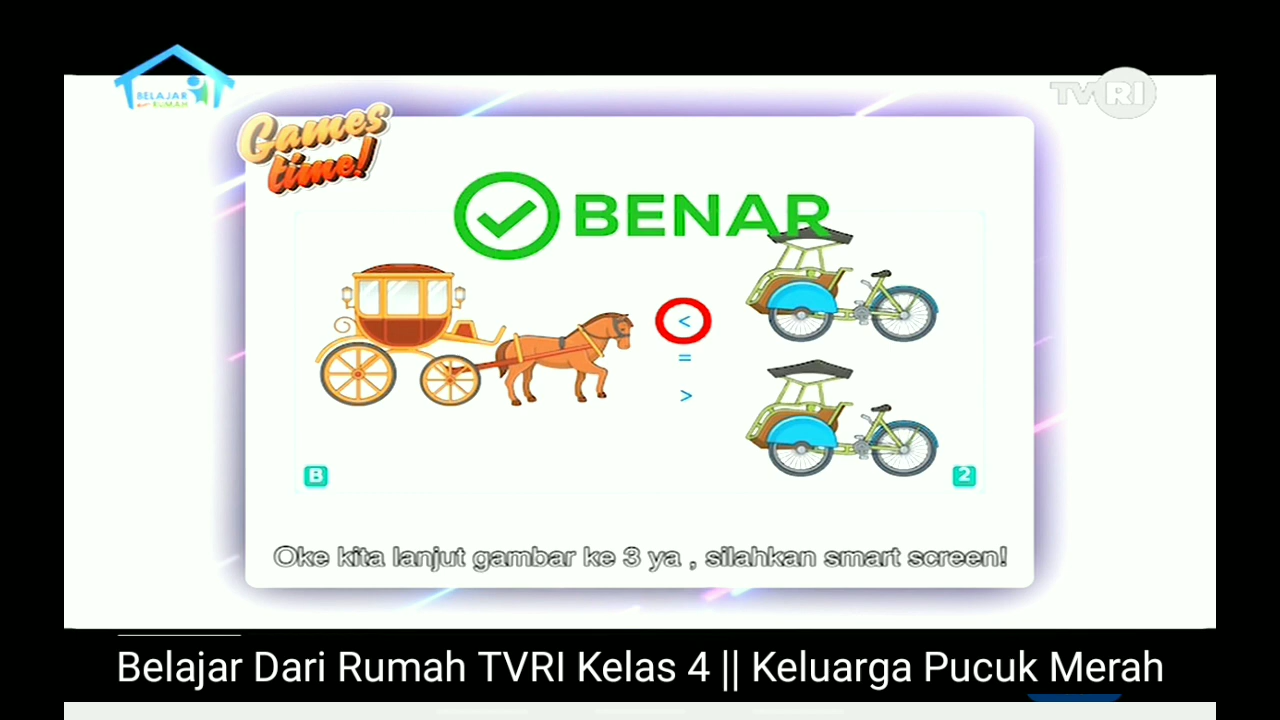 BELAJAR
dari RUMAH
TVRI
Games
time!
BENAR
<
=
>
B
2
Oke kita lanjut gambar ke 3 ya , silahkan smart screen!
Belajar Dari Rumah TVRI Kelas 4 || Keluarga Pucuk Merah